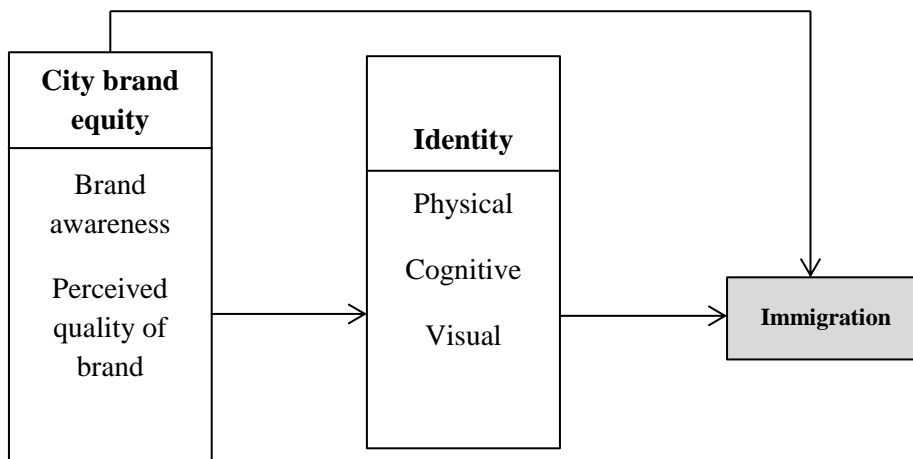 City brand
equity
Brand
awareness
Perceived
quality of
brand
Identity
Physical
Cognitive
Visual
Immigration